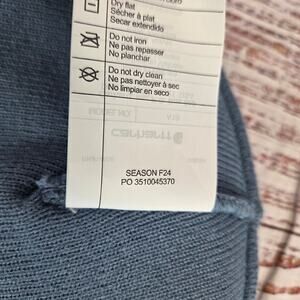 Dry flat
Sécher à plat
Secar extendido
Do not iron
Ne pas repasser
No planchar
Do not dry clean
Ne pas nettoyer à sec
No limpiar en seco
carhartt
SEASON F24
PO 3510045370